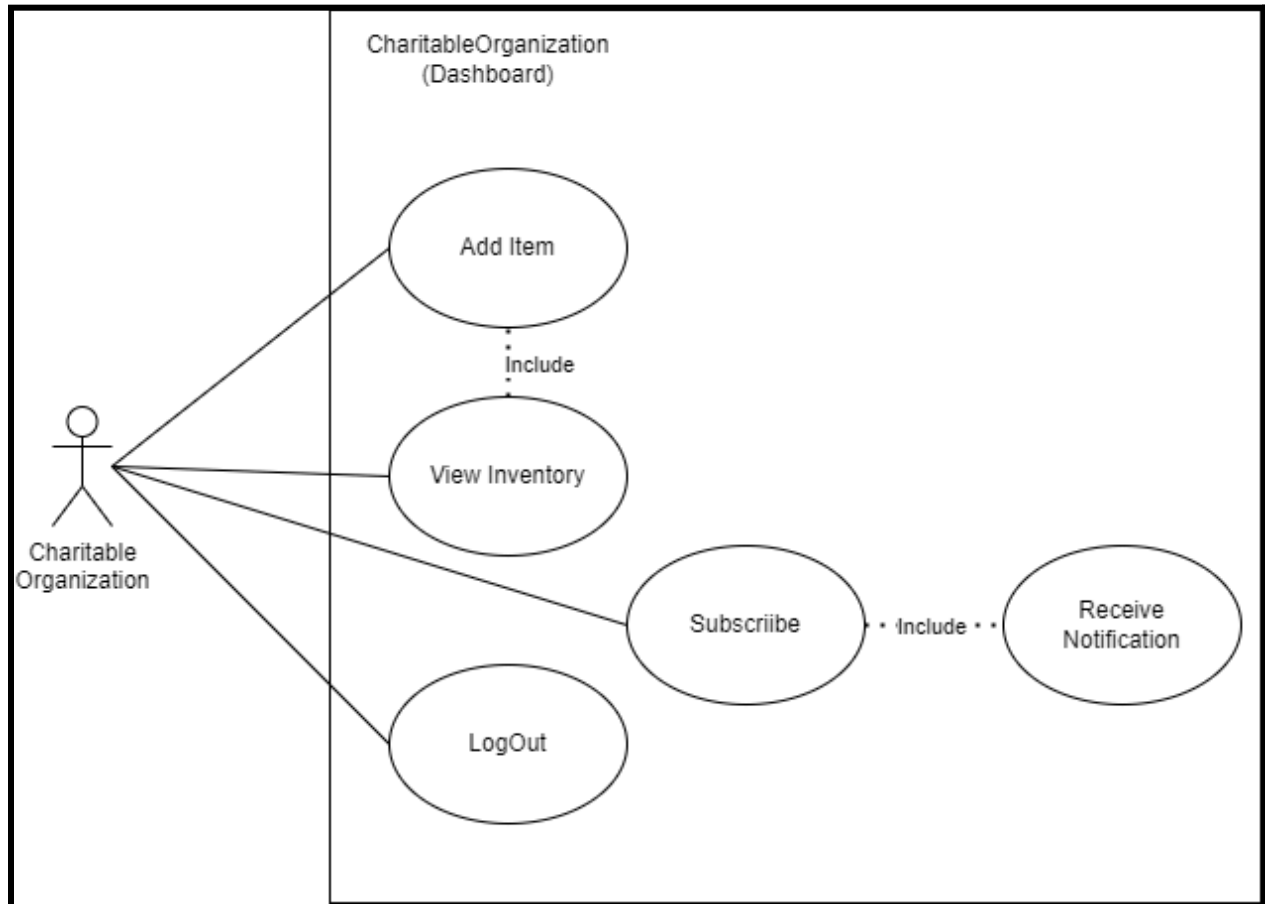 CharitableOrganization
(Dashboard)
Add Item
Include
View Inventory
Charitable
Organization
Subscriibe
Include
Receive
Notification
LogOut